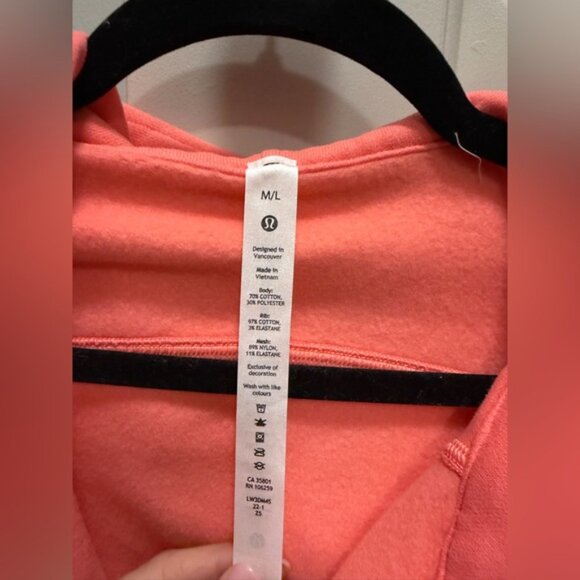 M/L
Designed in
Vancouver
Made in
Vietnam
Body:
70% COTTON,
30% POLYESTER
Rib:
97% COTTON,
3% ELASTANE
Mesh:
89% NYLON,
11% ELASTANE
Exclusive of
decoration
Wash with like
colours
CA 35801
RN 106259
LW3DM4S
22-1
Z5